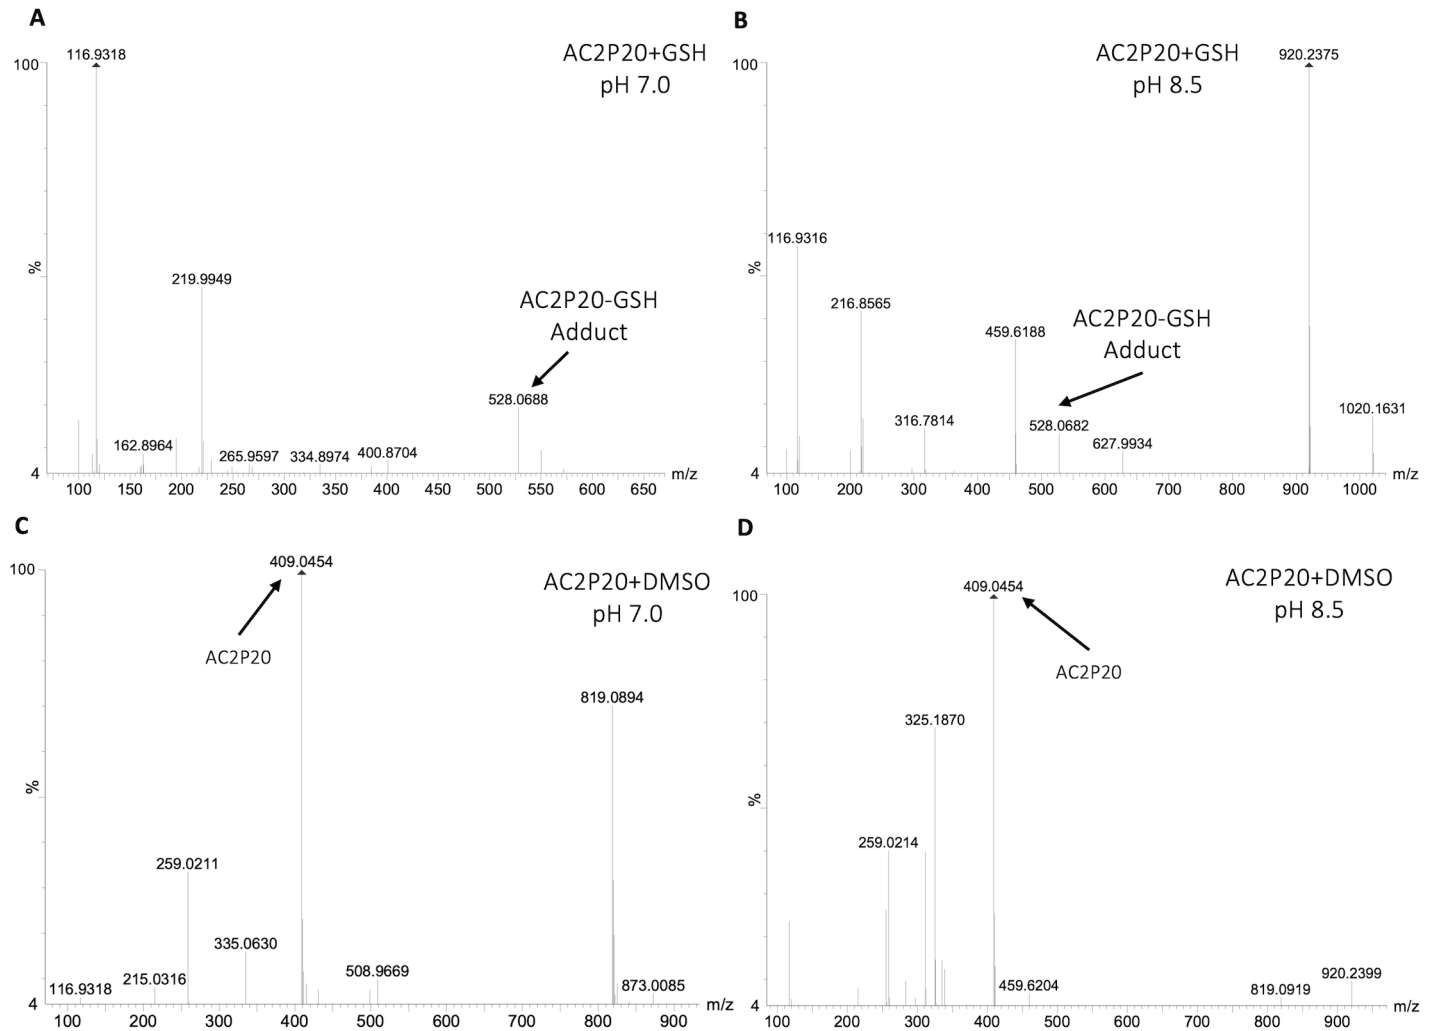 A
116.9318
100
AC2P20+GSH
pH 7.0
%
219.9949
AC2P20-GSH
Adduct
528.0688
162.8964
265.9597
334.8974
400.8704
4
100 150 200 250 300 350 400 450 500 550 600 650 m/z
B
920.2375
100
AC2P20+GSH
pH 8.5
116.9316
%
216.8565
459.6188
AC2P20-GSH
Adduct
316.7814
528.0682
627.9934
1020.1631
4
100 200 300 400 500 600 700 800 900 1000 m/z
C
409.0454
100
AC2P20+DMSO
pH 7.0
AC2P20
819.0894
%
259.0211
335.0630
116.9318
215.0316
508.9669
873.0085
4
100 200 300 400 500 600 700 800 900 m/z
D
409.0454
100
AC2P20+DMSO
pH 8.5
AC2P20
325.1870
%
259.0214
459.6204
819.0919
920.2399
4
100 200 300 400 500 600 700 800 900 m/z